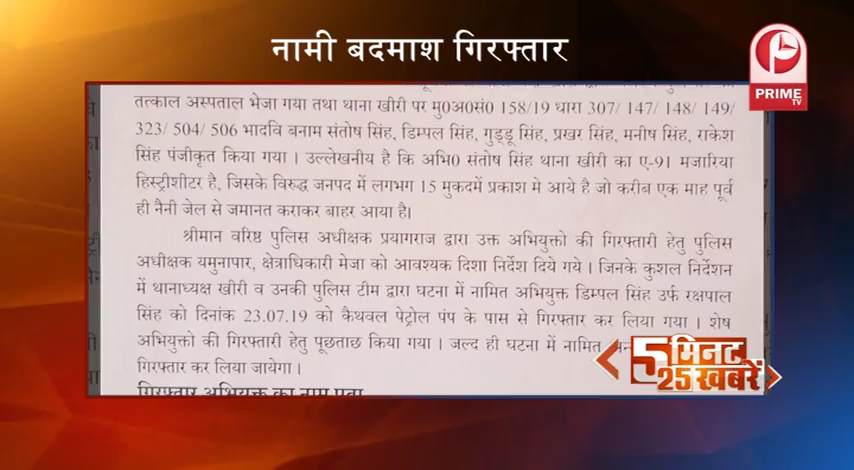 नामी बदमाश गिरफ्तार
PRIME
TV
तत्काल अस्पताल भेजा गया तथा थाना खीरी पर मु0अ0सं0 158/19 धारा 307/ 147/ 148/ 149/
323/ 504/ 506 भादवि बनाम संतोष सिंह, डिम्पल सिंह, गुड्डू सिंह, प्रखर सिंह, मनीष सिंह, राकेश
सिंह पंजीकृत किया गया । उल्लेखनीय है कि अभि0 संतोष सिंह थाना खीरी का ए-9। मजारिया
हिस्ट्रीशीटर है, जिसके विरुद्ध जनपद में लगभग 15 मुकदमें प्रकाश मे आये है जो करीब एक माह पूर्व
ही नैनी जेल से जमानत कराकर बाहर आया है।
श्रीमान वरिष्ठ पुलिस अधीक्षक प्रयागराज द्वारा उक्त अभियुक्तो की गिरफ्तारी हेतु पुलिस
अधीक्षक यमुनापार, क्षेत्राधिकारी मेजा को आवश्यक दिशा निर्देश दिये गये । जिनके कुशल निर्देशन
में थानाध्यक्ष खीरी व उनकी पुलिस टीम द्वारा घटना में नामित अभियुक्त डिम्पल सिंह उर्फ रक्षपाल
सिंह को दिनांक 23.07.19 को कैथवल पेट्रोल पंप के पास से गिरफ्तार कर लिया गया । शेष
अभियुक्तो की गिरफ्तारी हेतु पूछताछ किया गया । जल्द ही घटना में नामित
गिरफ्तार कर लिया जायेगा ।
गिरफ्तार अभियुक्त का नाम पता
5 मिनट
25 खबरें